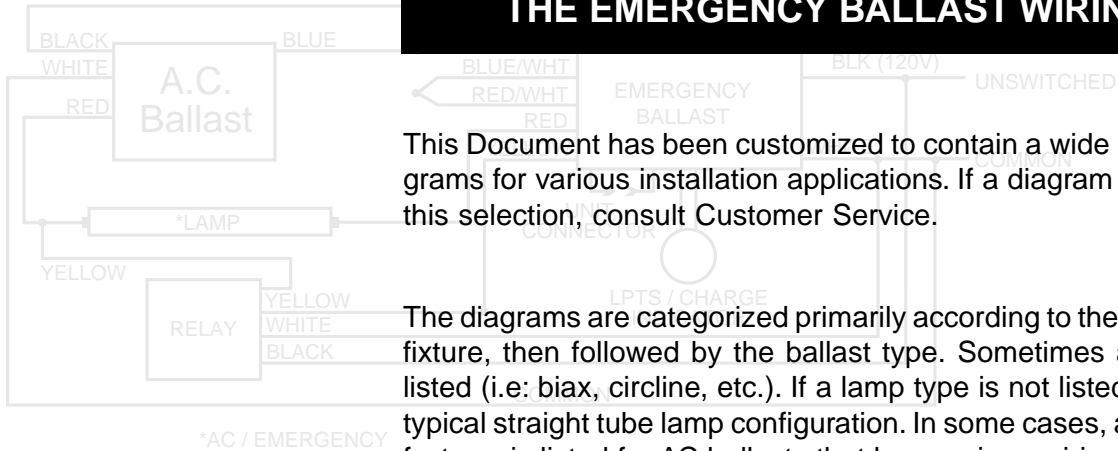 THE EMERGENCY BALLAST WIRIN
BLACK
BLUE
WHITE
A.C.
Ballast
RED
BLUE/WHT
RED/WHT
RED
EMERGENCY
BALLAST
BLK (120V)
UNSWITCHED
COMMON
This Document has been customized to contain a wide
grams for various installation applications. If a diagram
this selection, consult Customer Service.
*LAMP
UNIT
CONNECTOR
YELLOW
RELAY
YELLOW
WHITE
BLACK
LPTS / CHARGE
COMMON
The diagrams are categorized primarily according to the
fixture, then followed by the ballast type. Sometimes a
listed (i.e: biax, circline, etc.). If a lamp type is not listed
typical straight tube lamp configuration. In some cases, a
*AC / EMERGENCY